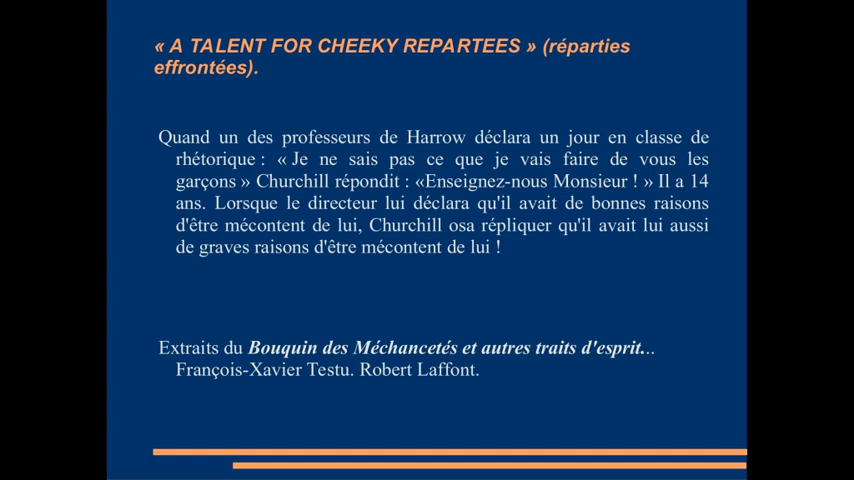 « A TALENT FOR CHEEKY REPARTEES » (réparties
effrontées).
Quand un des professeurs de Harrow déclara un jour en classe de
rhétorique : « Je ne sais pas ce que je vais faire de vous les
garçons » Churchill répondit : «Enseignez-nous Monsieur ! » Il a 14
ans. Lorsque le directeur lui déclara qu'il avait de bonnes raisons
d'être mécontent de lui, Churchill osa répliquer qu'il avait lui aussi
de graves raisons d'être mécontent de lui !
Extraits du Bouquin des Méchancetés et autres traits d'esprit...
François-Xavier Testu. Robert Laffont.